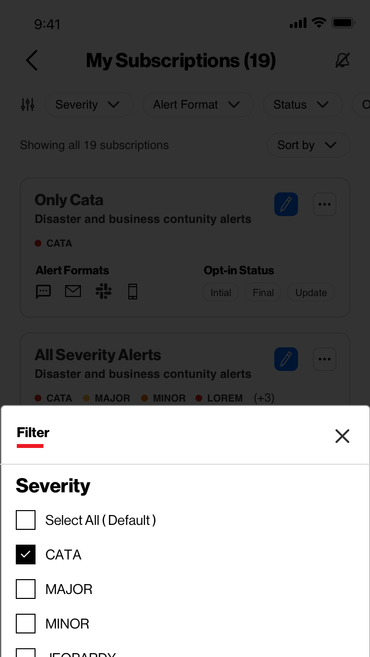 9:41
My Subscriptions (19)
Severity
Alert Format
Status
Showing all 19 subscriptions
Sort by
Only Cata
Disaster and business contunity alerts
CATA
Alert Formats
Opt-in Status
Intial
Final
Update
All Severity Alerts
Disaster and business contunity alerts
CATA MAJOR MINOR LOREM (+3)
Filter
Severity
Select All (Default)
CATA
MAJOR
MINOR
JEOPARDY